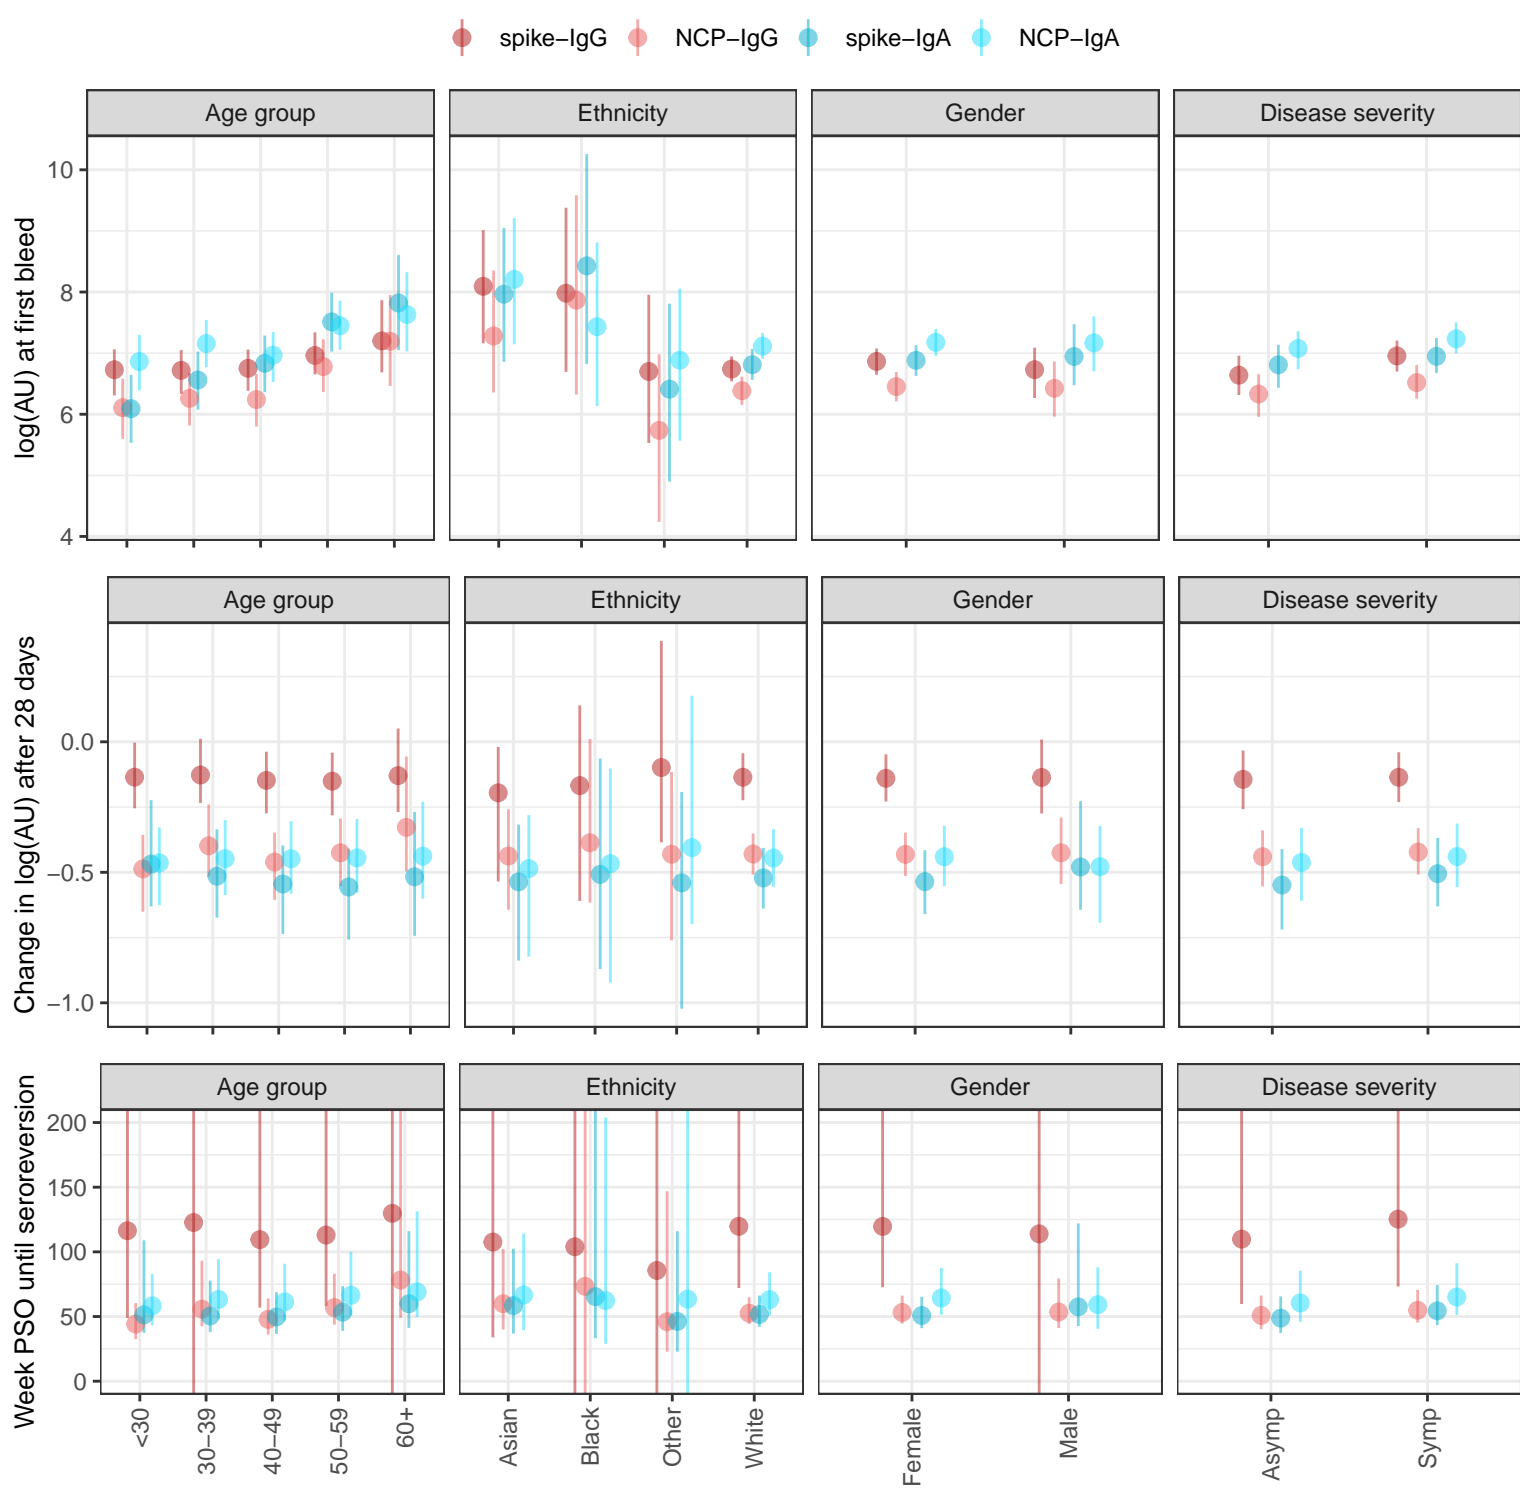 spike−IgG NCP−IgG spike−IgA NCP−IgA
Age group Ethnicity Gender Disease severity
log(AU) at first bleed
10
8
6
4
Age group Ethnicity Gender Disease severity
Change in log(AU) after 28 days
0.0
−0.5
−1.0
Age group Ethnicity Gender Disease severity
Week PSO until seroreversion
200
150
100
50
0
<30 30−39 40−49 50−59 60+ Asian Black Other White Female Male Asymp Symp